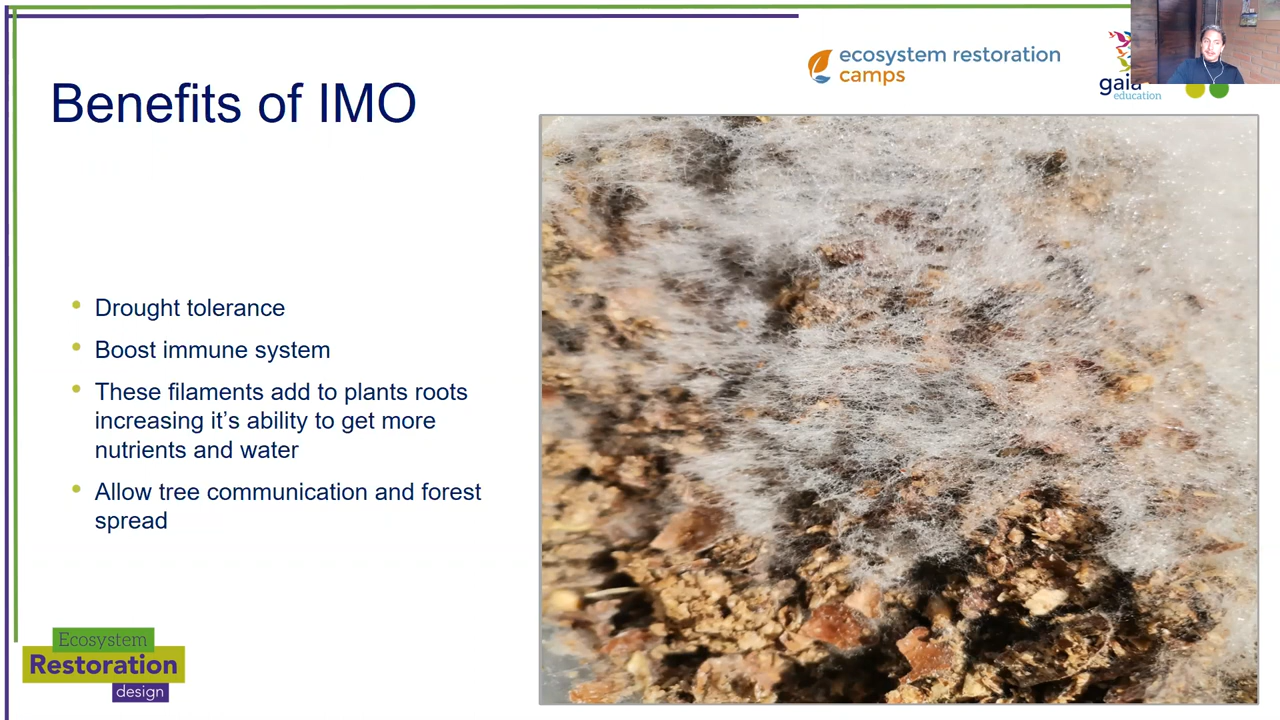 Benefits of IMO
ecosystem restoration
camps
gaia
education
Drought tolerance
Boost immune system
These filaments add to plants roots
increasing it’s ability to get more
nutrients and water
Allow tree communication and forest
spread
Ecosystem
Restoration
design